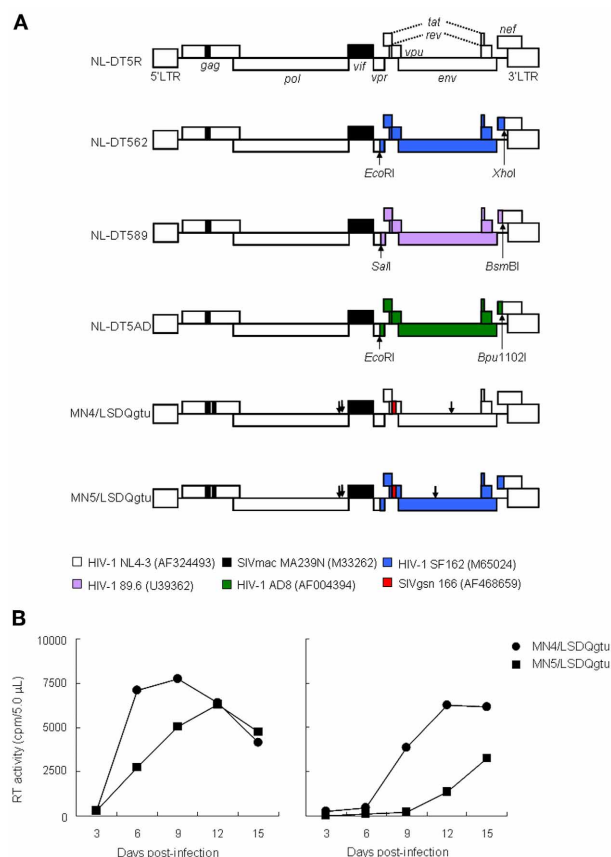 A
NL-DT5R
5'LTR
gag
pol
vif
vpr
tat
rev
vpu
env
nef
3'LTR
NL-DT562
EcoRI
XhoI
NL-DT589
SalI
BsmBI
NL-DT5AD
EcoRI
Bpu1102I
MN4/LSDQgtu
MN5/LSDQgtu
HIV-1 NL4-3 (AF324493)
SIVmac MA239N (M33262)
HIV-1 SF162 (M65024)
HIV-1 89.6 (U39362)
HIV-1 AD8 (AF004394)
SIVgsn 166 (AF468659)
B
RT activity (cpm/5.0 μL)
10000
7500
5000
2500
0
3 6 9 12 15
Days post-infection
3 6 9 12 15
Days post-infection
MN4/LSDQgtu
MN5/LSDQgtu